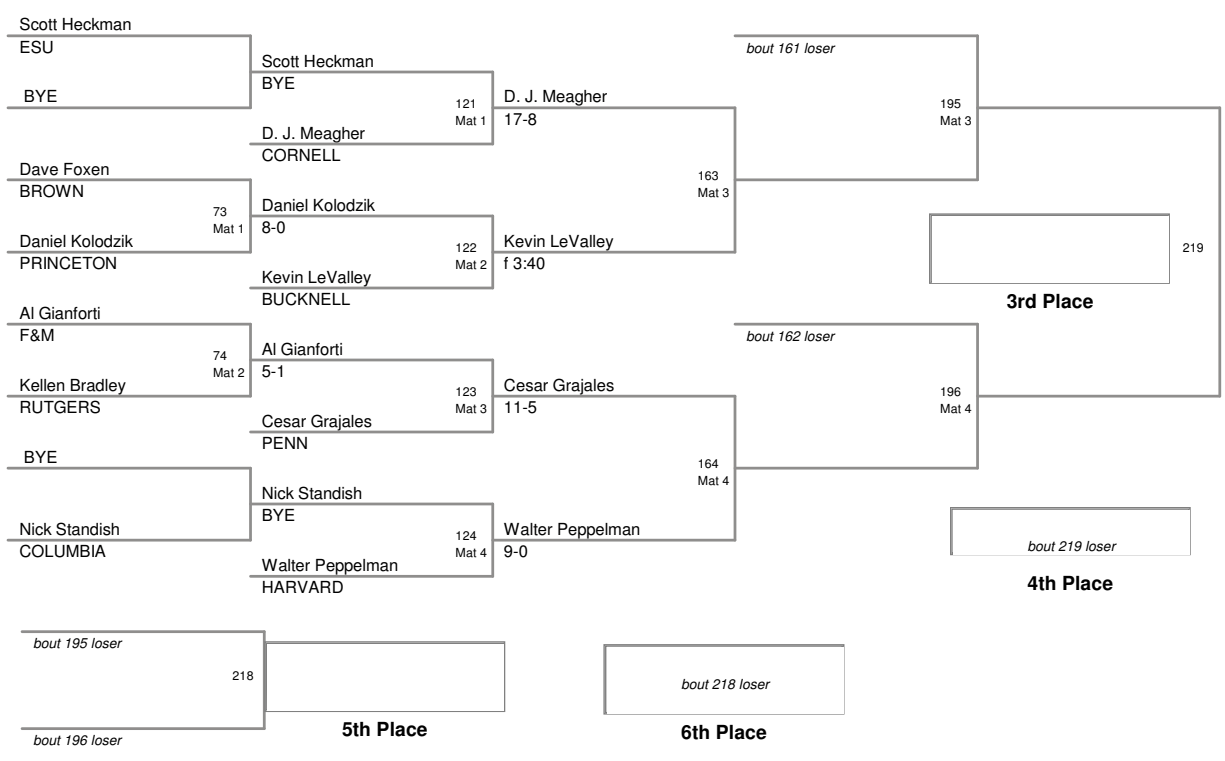 Scott Heckman
ESU
BYE
Scott Heckman
BYE
121
Mat 1
D. J. Meagher
CORNELL
D. J. Meagher
17-8
Dave Foxen
BROWN
73
Mat 1
Daniel Kolodzik
PRINCETON
Daniel Kolodzik
8-0
122
Mat 2
Kevin LeValley
BUCKNELL
Kevin LeValley
f 3:40
163
Mat 3
Al Gianforti
F&M
74
Mat 2
Kellen Bradley
RUTGERS
Al Gianforti
5-1
123
Mat 3
Cesar Grajales
PENN
Cesar Grajales
11-5
BYE
Nick Standish
COLUMBIA
Nick Standish
BYE
124
Mat 4
Walter Peppelman
HARVARD
Walter Peppelman
9-0
164
Mat 4
bout 161 loser
195
Mat 3
bout 162 loser
196
Mat 4
219
3rd Place
bout 219 loser
4th Place
bout 195 loser
218
bout 196 loser
5th Place
bout 218 loser
6th Place